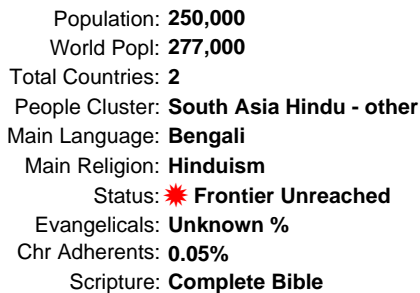 Population: 250,000
World Popl: 277,000
Total Countries: 2
People Cluster: South Asia Hindu - other
Main Language: Bengali
Main Religion: Hinduism
Status: Frontier Unreached
Evangelicals: Unknown %
Chr Adherents: 0.05%
Scripture: Complete Bible